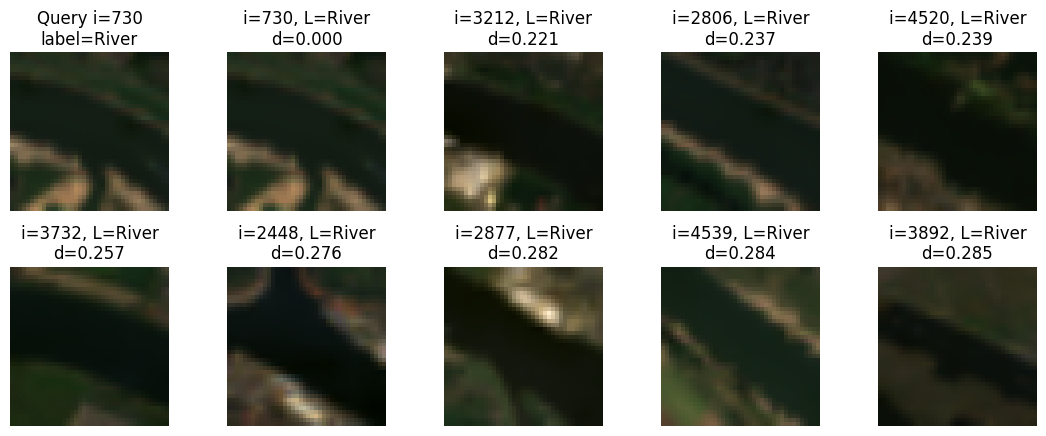 Query i=730
label=River
i=730, L=River
d=0.000
i=3212, L=River
d=0.221
i=2806, L=River
d=0.237
i=4520, L=River
d=0.239
i=3732, L=River
d=0.257
i=2448, L=River
d=0.276
i=2877, L=River
d=0.282
i=4539, L=River
d=0.284
i=3892, L=River
d=0.285